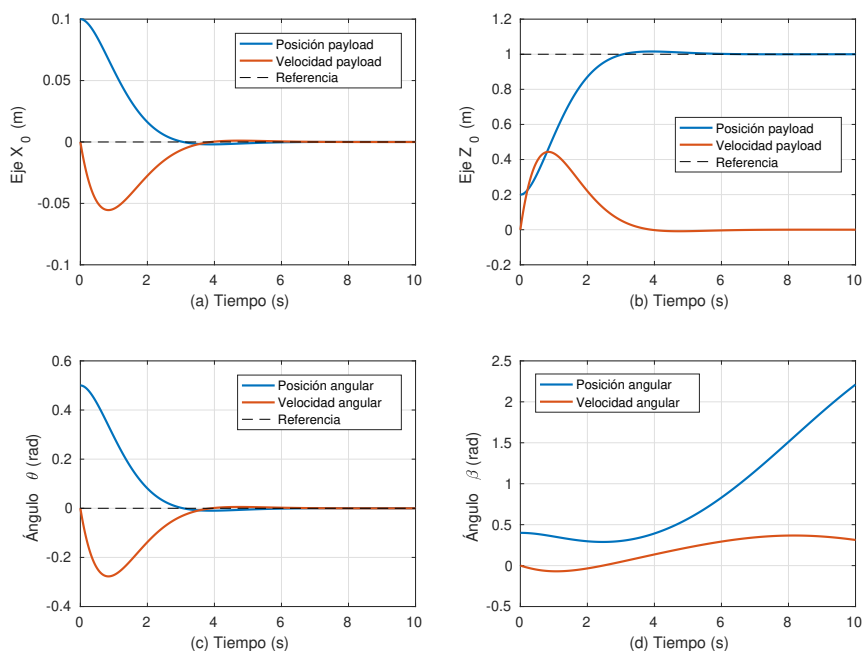 0.1
0.05
0
-0.05
-0.1
Eje X0 (m)
Posición payload
Velocidad payload
Referencia
0 2 4 6 8 10
(a) Tiempo (s)
1.2
1
0.8
0.6
0.4
0.2
0
-0.2
Eje Z0 (m)
Posición payload
Velocidad payload
Referencia
0 2 4 6 8 10
(b) Tiempo (s)
0.6
0.4
0.2
0
-0.2
-0.4
Ángulo θ (rad)
Posición angular
Velocidad angular
Referencia
0 2 4 6 8 10
(c) Tiempo (s)
2.5
2
1.5
1
0.5
0
-0.5
Ángulo β (rad)
Posición angular
Velocidad angular
0 2 4 6 8 10
(d) Tiempo (s)